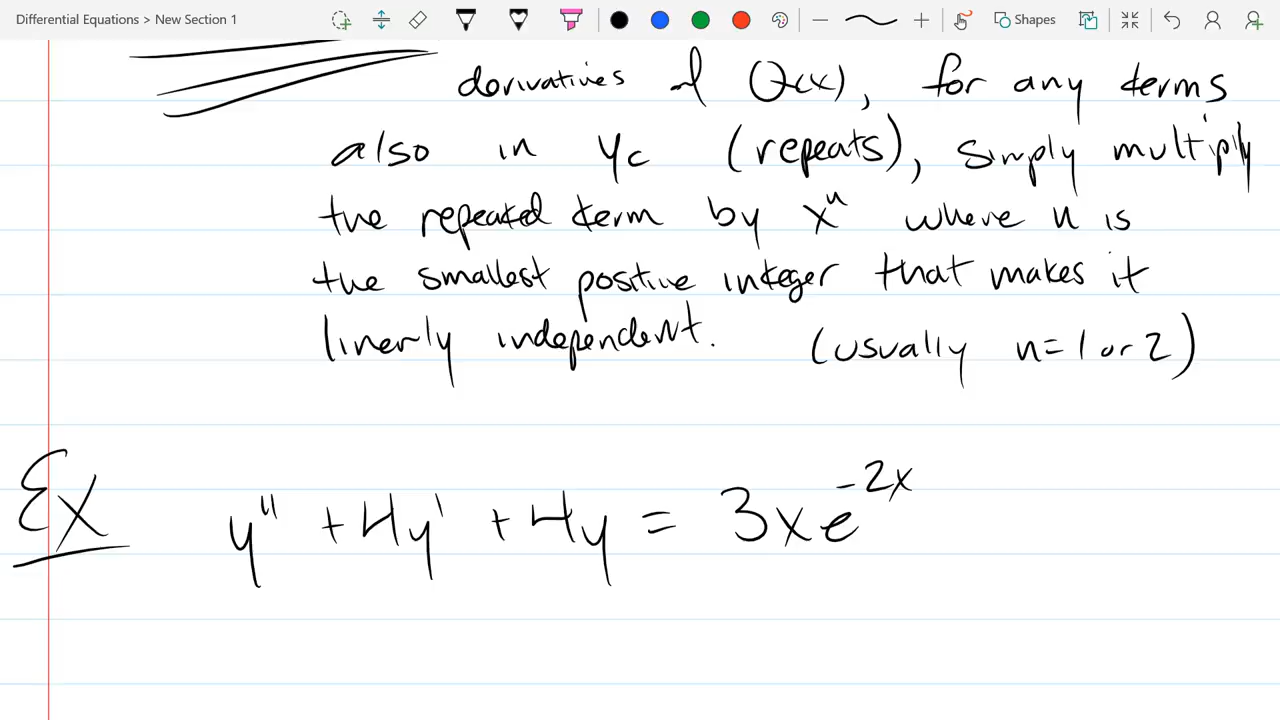 Differential Equations > New Section 1
Shapes
derivatives of Q(x), for any terms
also in yc (repeats), simply multiply
the repeated term by xⁿ where n is
the smallest positive integer that makes it
linerly independent. (usually n=1 or 2)
Ex y'' + 4y' + 4y = 3xe⁻²ˣ